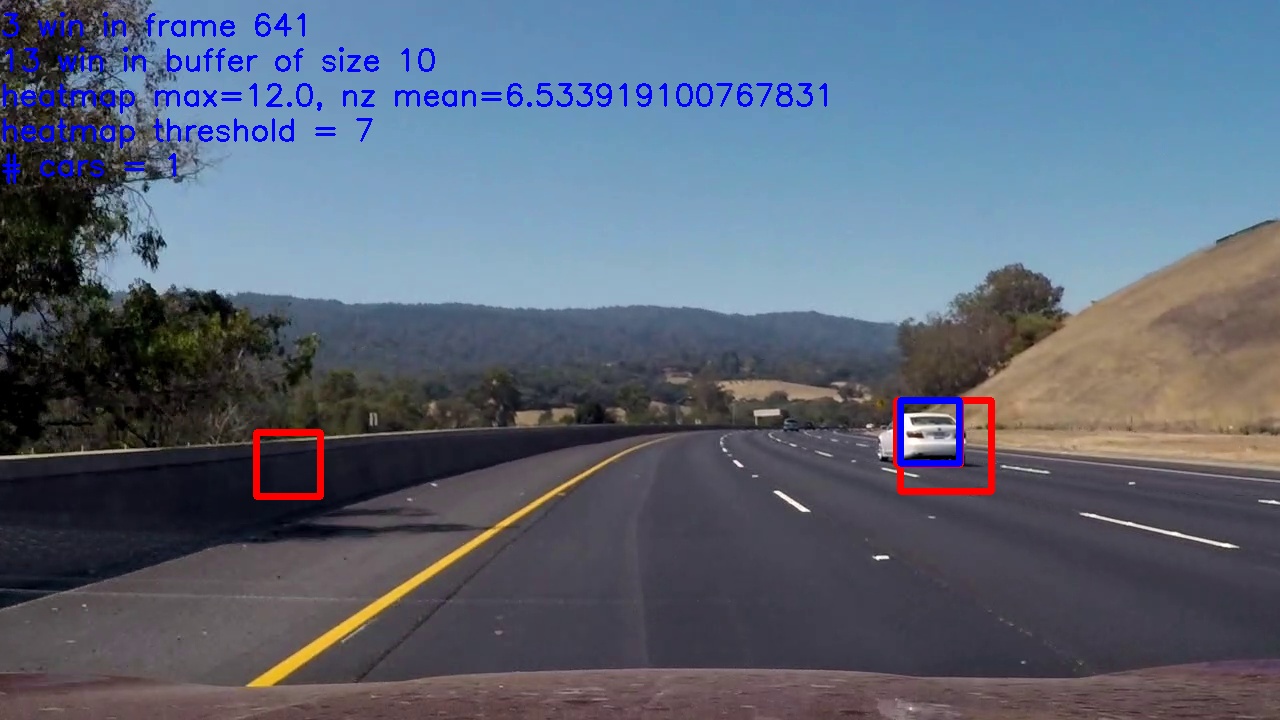 3 win in frame 641
13 win in buffer of size 10
heatmap max=12.0, nz mean=6.533919100767831
heatmap threshold = 7
# cars = 1